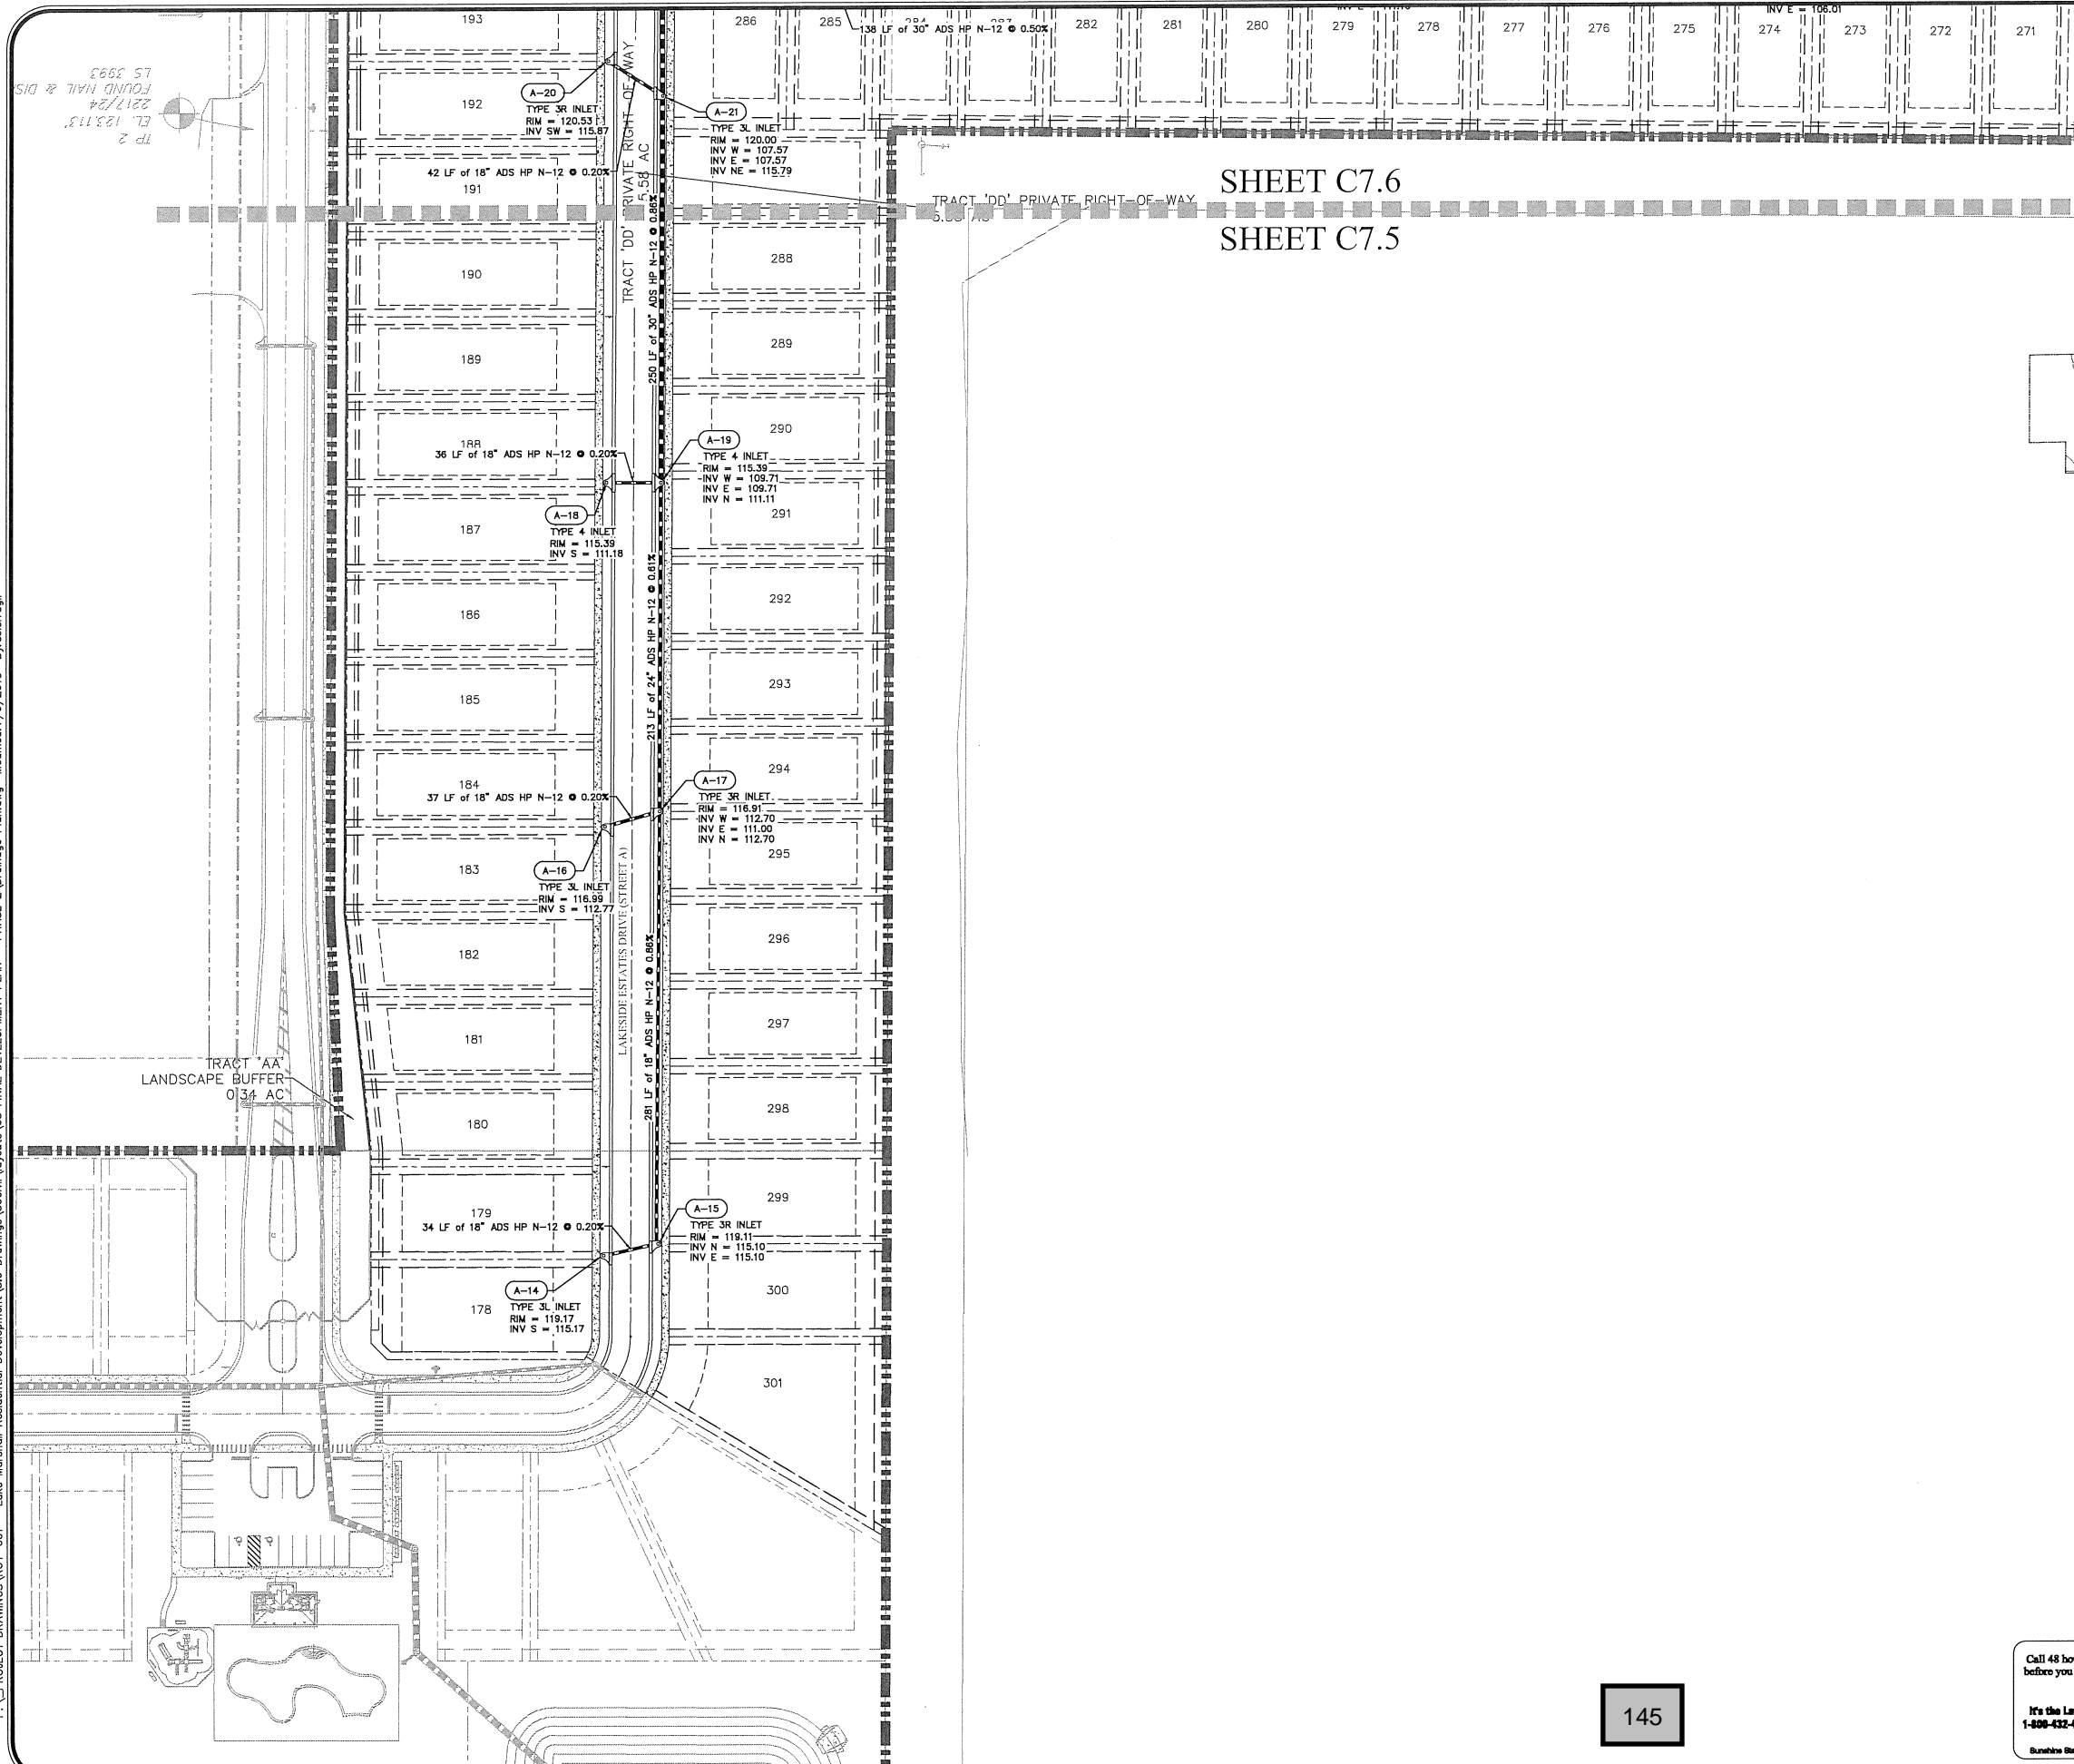 193
286
285
138 LF of 30" ADS HP N-12 @ 0.50%
282
281
280
279
278
277
276
275
INV E = 106.01
274
273
272
271
TP 2
EL. 123.113'
2217/24
FOUND NAIL & DIS
LS 3993
192
A-20
TYPE 3R INLET
RIM = 120.53
INV SW = 115.87
A-21
TYPE 3L INLET
RIM = 120.00
INV W = 107.57
INV E = 107.57
INV NE = 115.79
42 LF of 18" ADS HP N-12 @ 0.20%
191
TRACT 'DD' PRIVATE RIGHT-OF-WAY
5.58 AC
SHEET C7.6
TRACT 'DD' PRIVATE RIGHT-OF-WAY
SHEET C7.5
250 LF of 30" ADS HP N-12 @ 0.86%
190
288
189
289
188
290
36 LF of 18" ADS HP N-12 @ 0.20%
A-19
TYPE 4 INLET
RIM = 115.39
INV W = 109.71
INV E = 109.71
INV N = 111.11
A-18
TYPE 4 INLET
RIM = 115.39
INV S = 111.18
187
291
213 LF of 24" ADS HP N-12 @ 0.61%
186
292
185
293
184
294
37 LF of 18" ADS HP N-12 @ 0.20%
A-17
TYPE 3R INLET
RIM = 116.91
INV W = 112.70
INV E = 111.00
INV N = 112.70
A-16
TYPE 3L INLET
RIM = 116.99
INV S = 112.77
183
295
LAKESIDE ESTATES DRIVE (STREET A)
281 LF of 18" ADS HP N-12 @ 0.86%
182
296
181
297
TRACT 'AA'
LANDSCAPE BUFFER
0.34 AC
180
298
179
299
34 LF of 18" ADS HP N-12 @ 0.20%
A-15
TYPE 3R INLET
RIM = 119.11
INV N = 115.10
INV E = 115.10
A-14
TYPE 3L INLET
RIM = 119.17
INV S = 115.17
178
300
301
145
Call 48 ho
before you
It's the La
1-800-432-
Sunshine